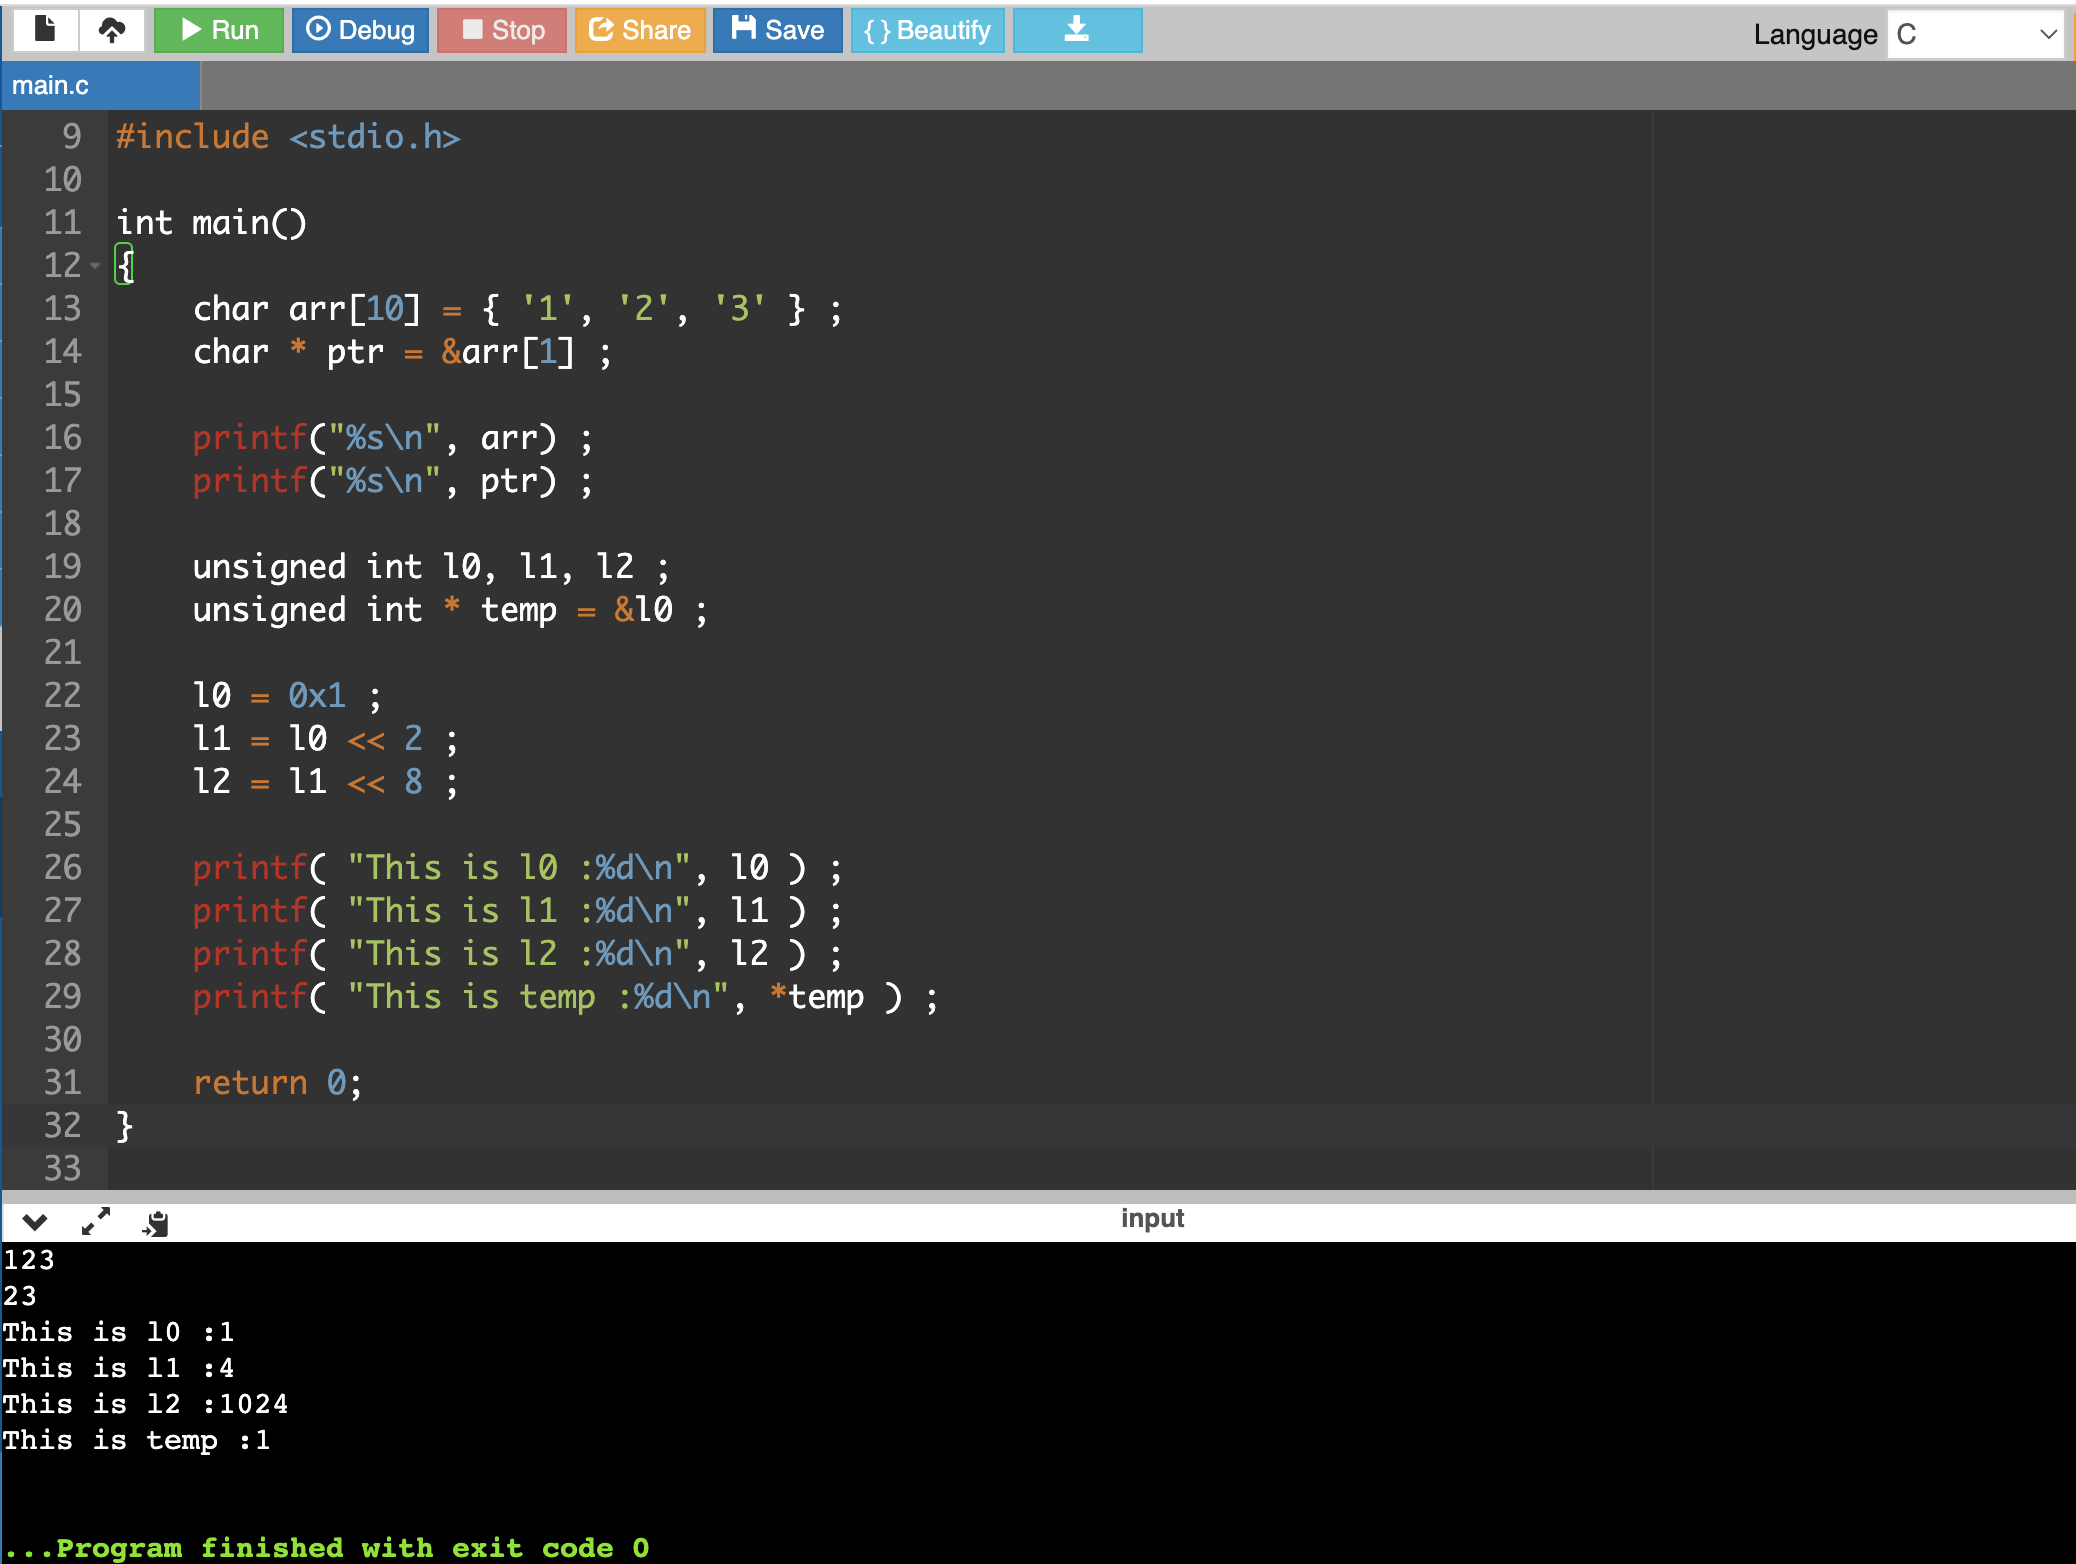 Run Debug Stop Share Save { } Beautify Language C
main.c
9 #include <stdio.h>
10
11 int main()
12 {
13     char arr[10] = { '1', '2', '3' } ;
14     char * ptr = &arr[1] ;
15
16     printf("%s\n", arr) ;
17     printf("%s\n", ptr) ;
18
19     unsigned int l0, l1, l2 ;
20     unsigned int * temp = &l0 ;
21
22     l0 = 0x1 ;
23     l1 = l0 << 2 ;
24     l2 = l1 << 8 ;
25
26     printf( "This is l0 :%d\n", l0 ) ;
27     printf( "This is l1 :%d\n", l1 ) ;
28     printf( "This is l2 :%d\n", l2 ) ;
29     printf( "This is temp :%d\n", *temp ) ;
30
31     return 0;
32 }
33
input
123
23
This is l0 :1
This is l1 :4
This is l2 :1024
This is temp :1
...Program finished with exit code 0